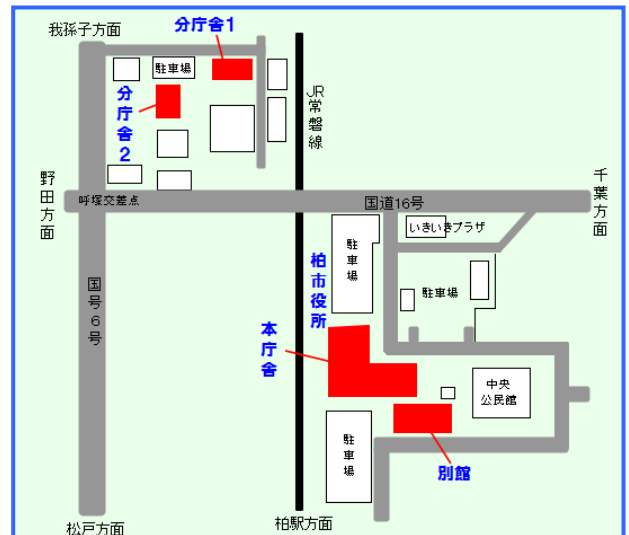 我孫子方面
分庁舎1
駐車場
分庁舎2
JR常磐線
野田方面
呼塚交差点
国道16号
千葉方面
いきいきプラザ
駐車場
柏市役所
国号6号
駐車場
本庁舎
中央
公民館
駐車場
別館
松戸方面
柏駅方面